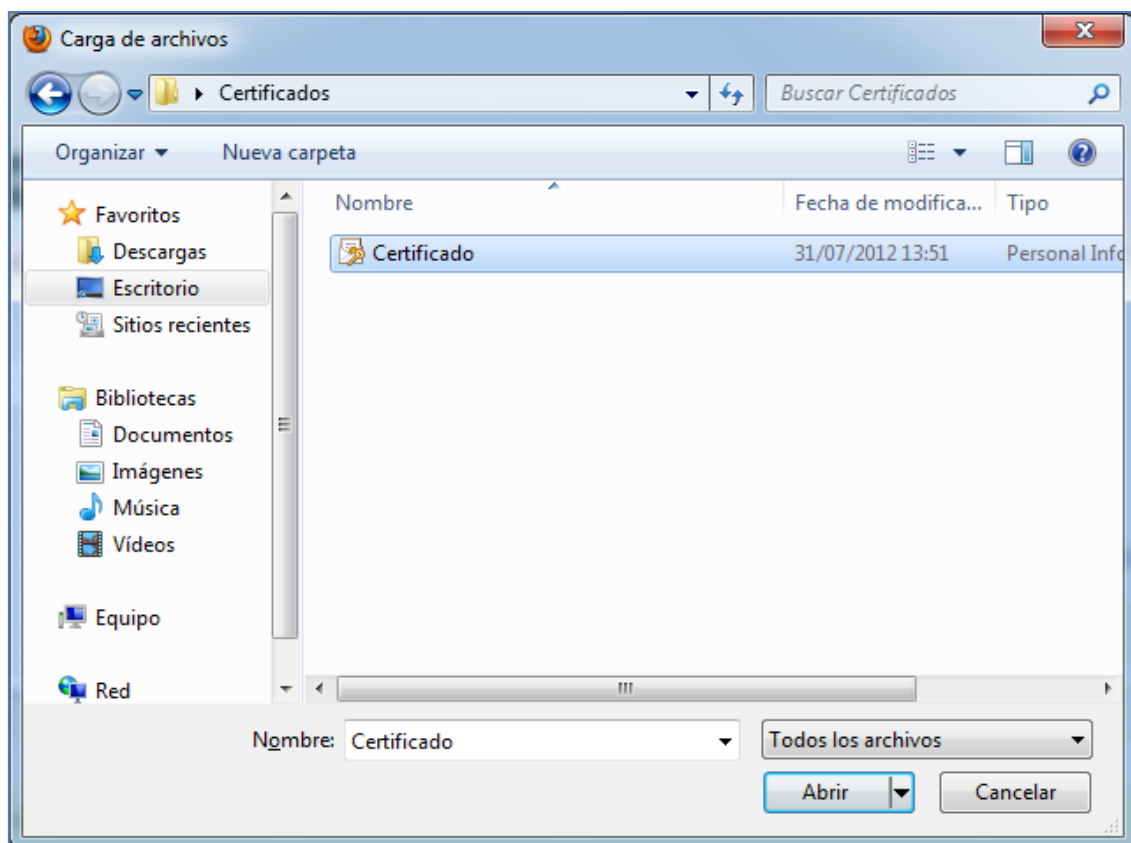 Carga de archivos
Certificados
Buscar Certificados
Organizar
Nueva carpeta
Favoritos
Descargas
Escritorio
Sitios recientes
Bibliotecas
Documentos
Imágenes
Música
Vídeos
Equipo
Red
Nombre
Fecha de modifica...
Tipo
Certificado
31/07/2012 13:51
Personal Info
Nombre:
Certificado
Todos los archivos
Abrir
Cancelar